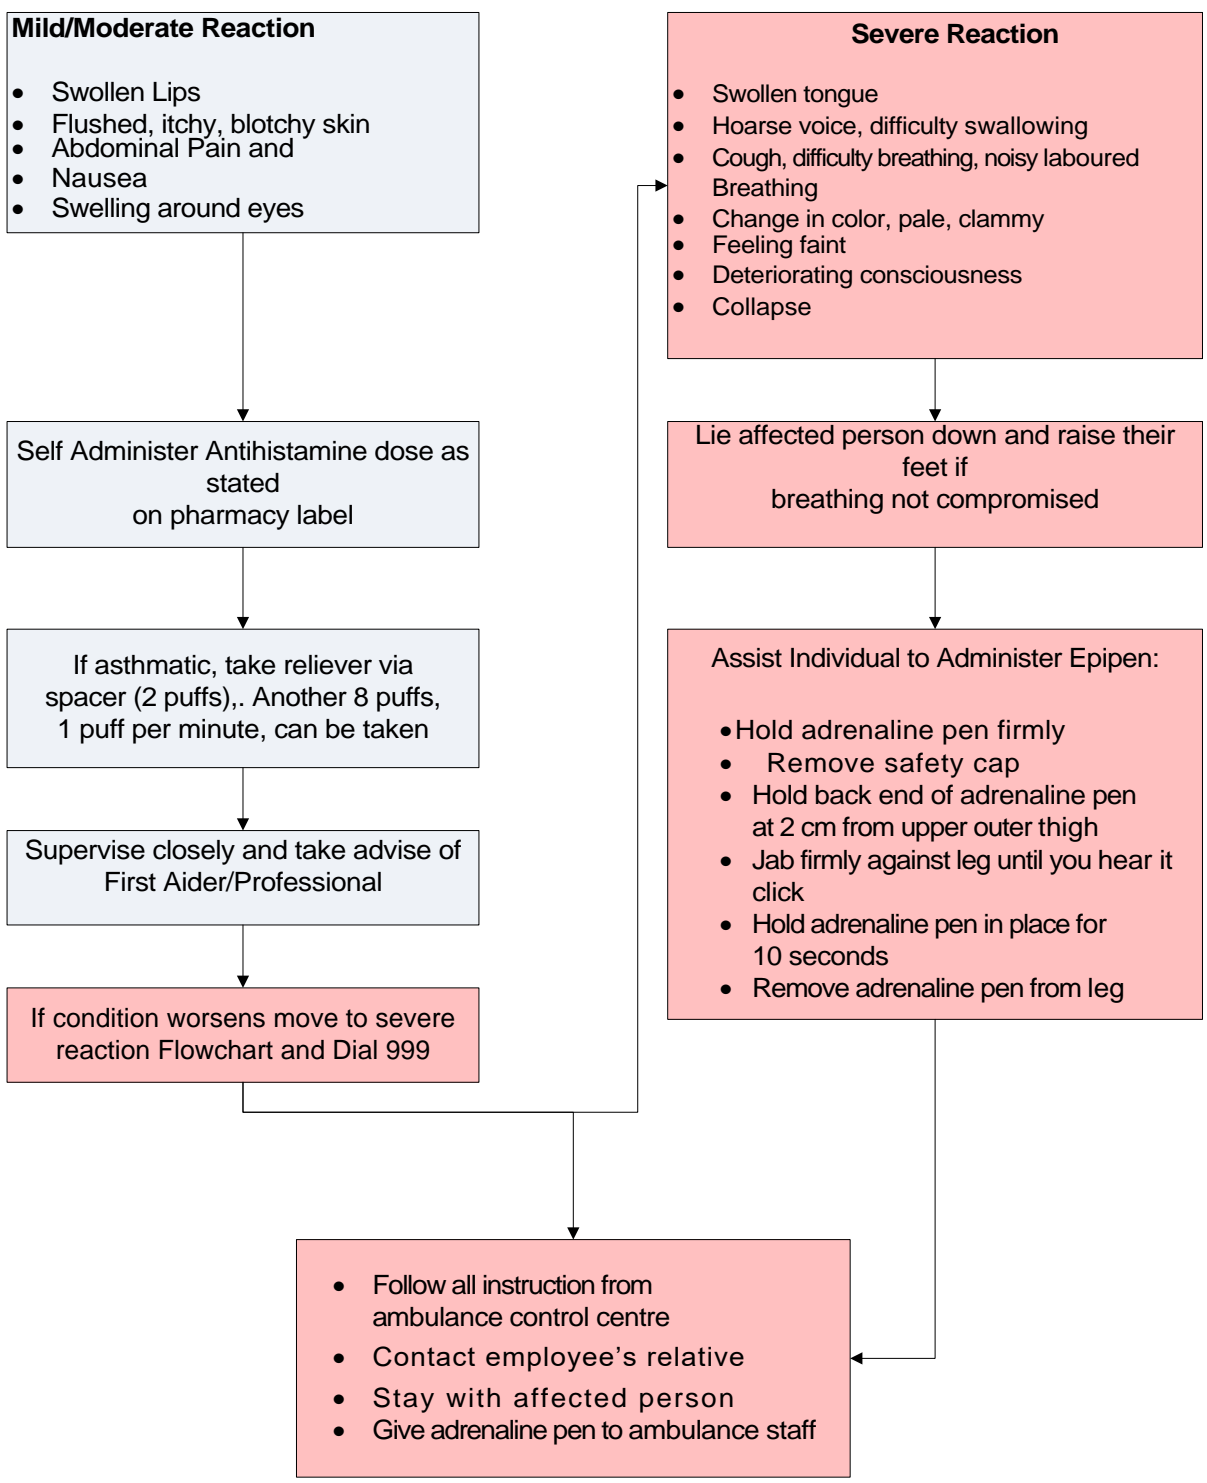 Mild/Moderate Reaction
• Swollen Lips
• Flushed, itchy, blotchy skin
• Abdominal Pain and
• Nausea
• Swelling around eyes
Self Administer Antihistamine dose as
stated
on pharmacy label
If asthmatic, take reliever via
spacer (2 puffs),. Another 8 puffs,
1 puff per minute, can be taken
Supervise closely and take advise of
First Aider/Professional
If condition worsens move to severe
reaction Flowchart and Dial 999
Severe Reaction
• Swollen tongue
• Hoarse voice, difficulty swallowing
• Cough, difficulty breathing, noisy laboured
Breathing
• Change in color, pale, clammy
• Feeling faint
• Deteriorating consciousness
• Collapse
Lie affected person down and raise their
feet if
breathing not compromised
Assist Individual to Administer Epipen:
• Hold adrenaline pen firmly
• Remove safety cap
• Hold back end of adrenaline pen
at 2 cm from upper outer thigh
• Jab firmly against leg until you hear it
click
• Hold adrenaline pen in place for
10 seconds
• Remove adrenaline pen from leg
• Follow all instruction from
ambulance control centre
• Contact employee’s relative
• Stay with affected person
• Give adrenaline pen to ambulance staff